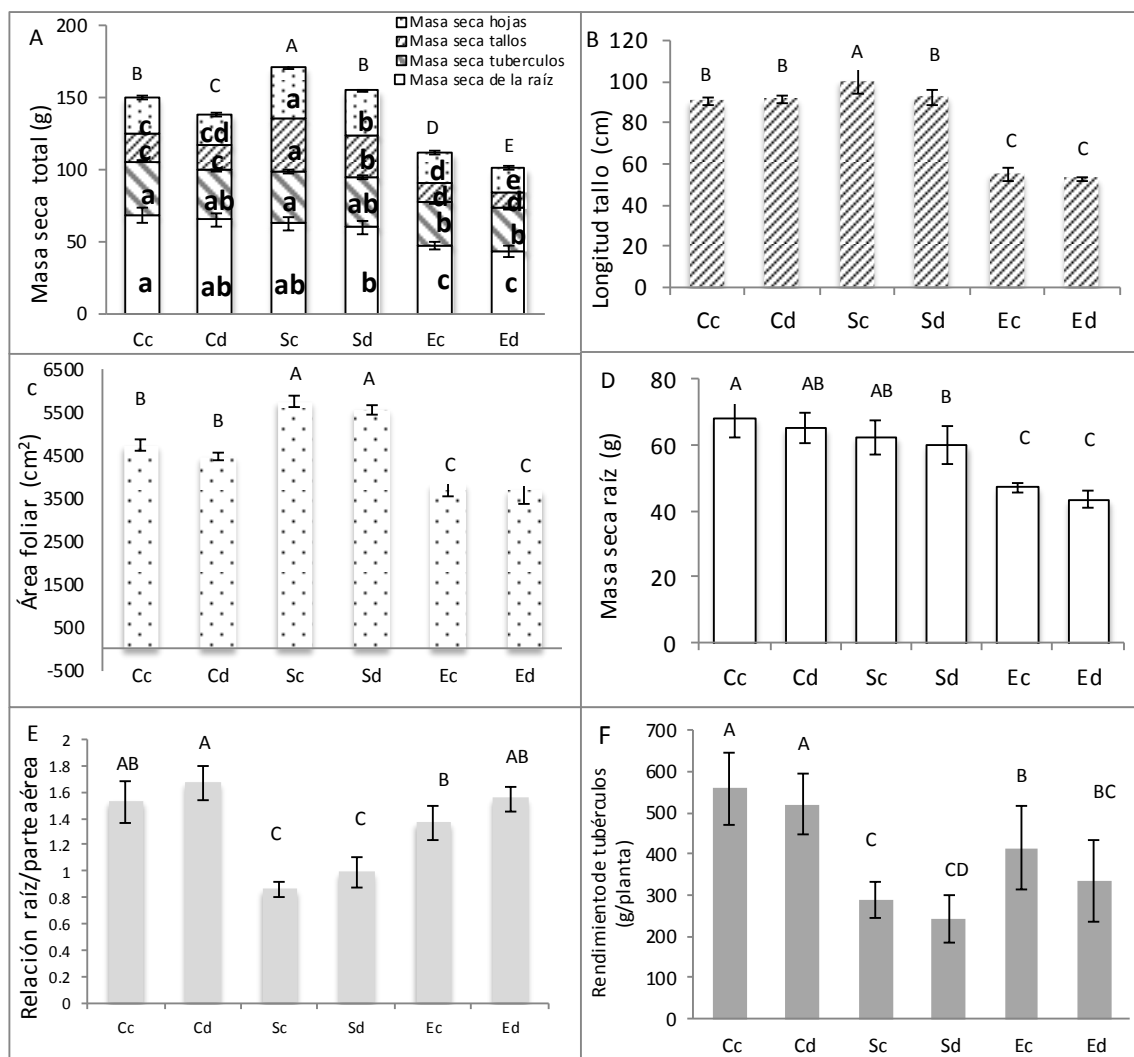 A
Masa seca total (g)
200
150
100
50
0
Masa seca hojas
Masa seca tallos
Masa seca tuberculos
Masa seca de la raíz
B
C
A
B
D
E
c
cd
a
b
d
e
c
c
a
b
d
d
a
ab
a
ab
b
b
a
ab
ab
b
c
c
Cc Cd Sc Sd Ec Ed
B
Longitud tallo (cm)
120
100
80
60
40
20
0
B B A B C C
Cc Cd Sc Sd Ec Ed
c
Área foliar (cm²)
6500
5500
4500
3500
2500
1500
500
-500
B B A A C C
Cc Cd Sc Sd Ec Ed
D
Masa seca raíz (g)
80
60
40
20
0
A AB AB B C C
Cc Cd Sc Sd Ec Ed
E
Relación raíz/parte aérea
2
1.8
1.6
1.4
1.2
1
0.8
0.6
0.4
0.2
0
AB A C C B AB
Cc Cd Sc Sd Ec Ed
F
Rendimiento de tubérculos
(g/planta)
700
600
500
400
300
200
100
0
A A C CD B BC
Cc Cd Sc Sd Ec Ed